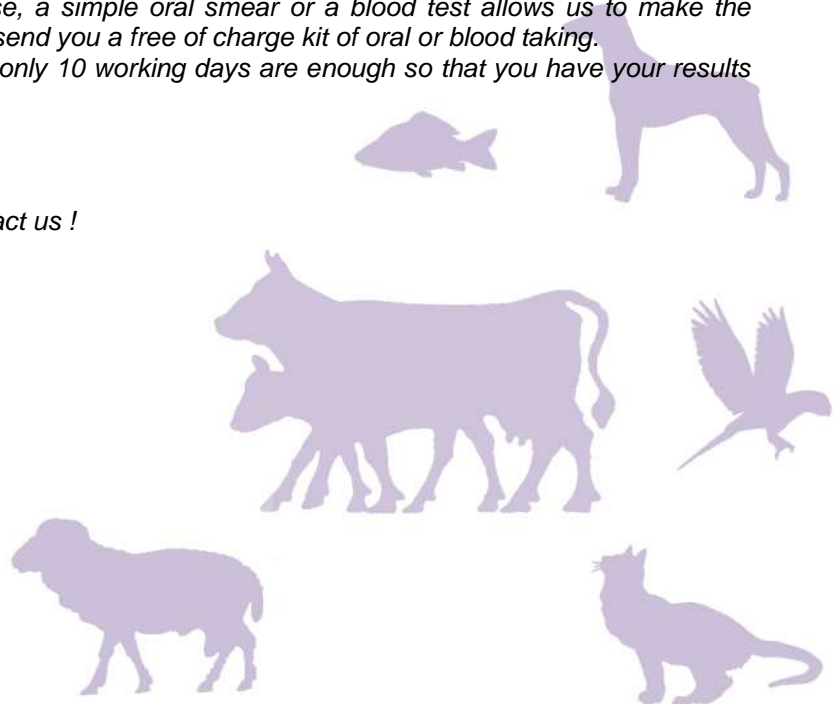 se, a simple oral smear or a blood test allows us to make the
send you a free of charge kit of oral or blood taking.
only 10 working days are enough so that you have your results
act us !